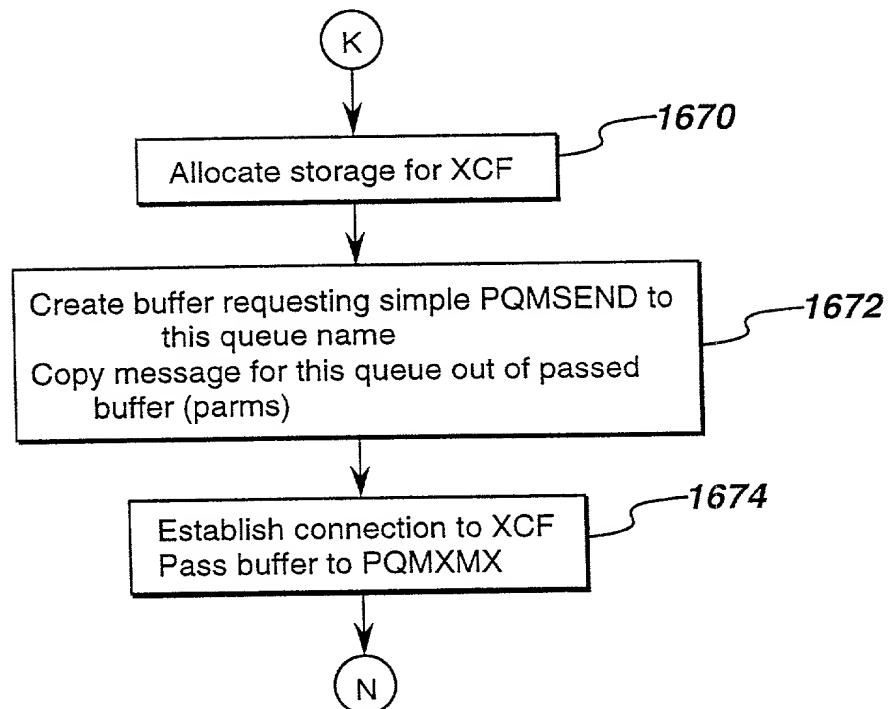 K
1670
Allocate storage for XCF
1672
Create buffer requesting simple PQMSEND to
this queue name
Copy message for this queue out of passed
buffer (parms)
1674
Establish connection to XCF
Pass buffer to PQMXMX
N